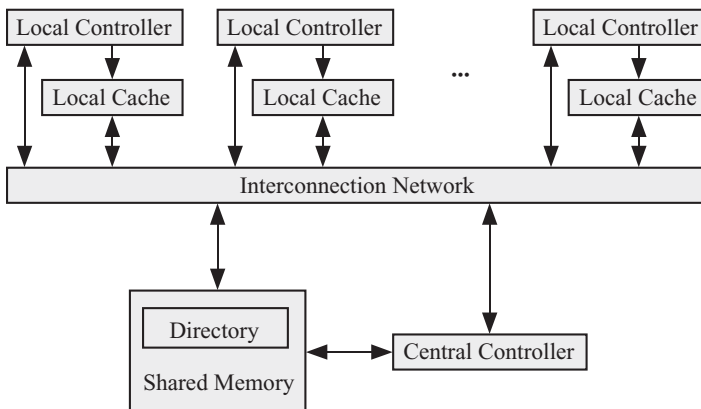 Local Controller
Local Controller
Local Controller
Local Cache
Local Cache
...
Local Cache
Interconnection Network
Directory
Shared Memory
Central Controller